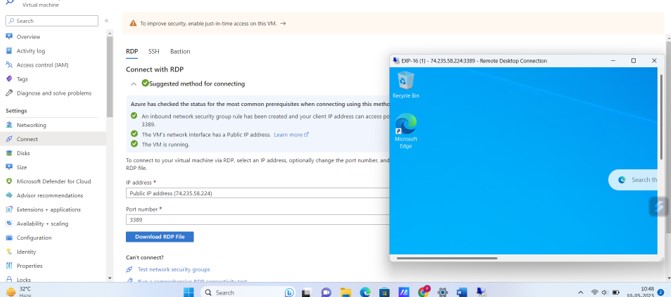 Virtual machine
Search
Overview
Activity log
Access control (IAM)
Tags
Diagnose and solve problems
Settings
Networking
Connect
Disks
Size
Microsoft Defender for Cloud
Advisor recommendations
Extensions + applications
Availability + scaling
Configuration
Identity
Properties
Locks
To improve security, enable just-in-time access on this VM. →
RDP SSH Bastion
Connect with RDP
Suggested method for connecting
Azure has checked the status for the most common prerequisites when connecting using this metho
An inbound network security group rule has been created and your client IP address can access po
3389.
The VM's network interface has a Public IP address. Learn more
The VM is running.
To connect to your virtual machine via RDP, select an IP address, optionally change the port number, and
RDP file.
IP address *
Public IP address (74.235.58.224)
Port number *
3389
Download RDP File
Can't connect?
Test network security groups
EXP-16 (1) - 74.235.58.224:3389 - Remote Desktop Connection
Recycle Bin
Microsoft
Edge
Search th
32°C
Haze
Search
10:48